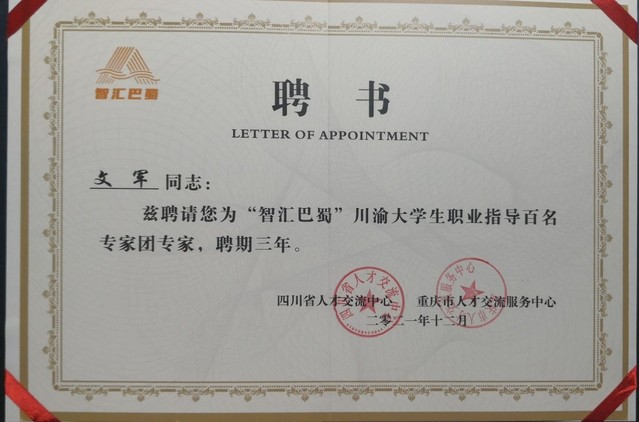 智汇巴蜀
聘 书
LETTER OF APPOINTMENT
文军 同志：
兹聘请您为“智汇巴蜀”川渝大学生职业指导百名
专家团专家，聘期三年。
四川省人才交流中心 重庆市人才交流服务中心
二〇二一年十二月